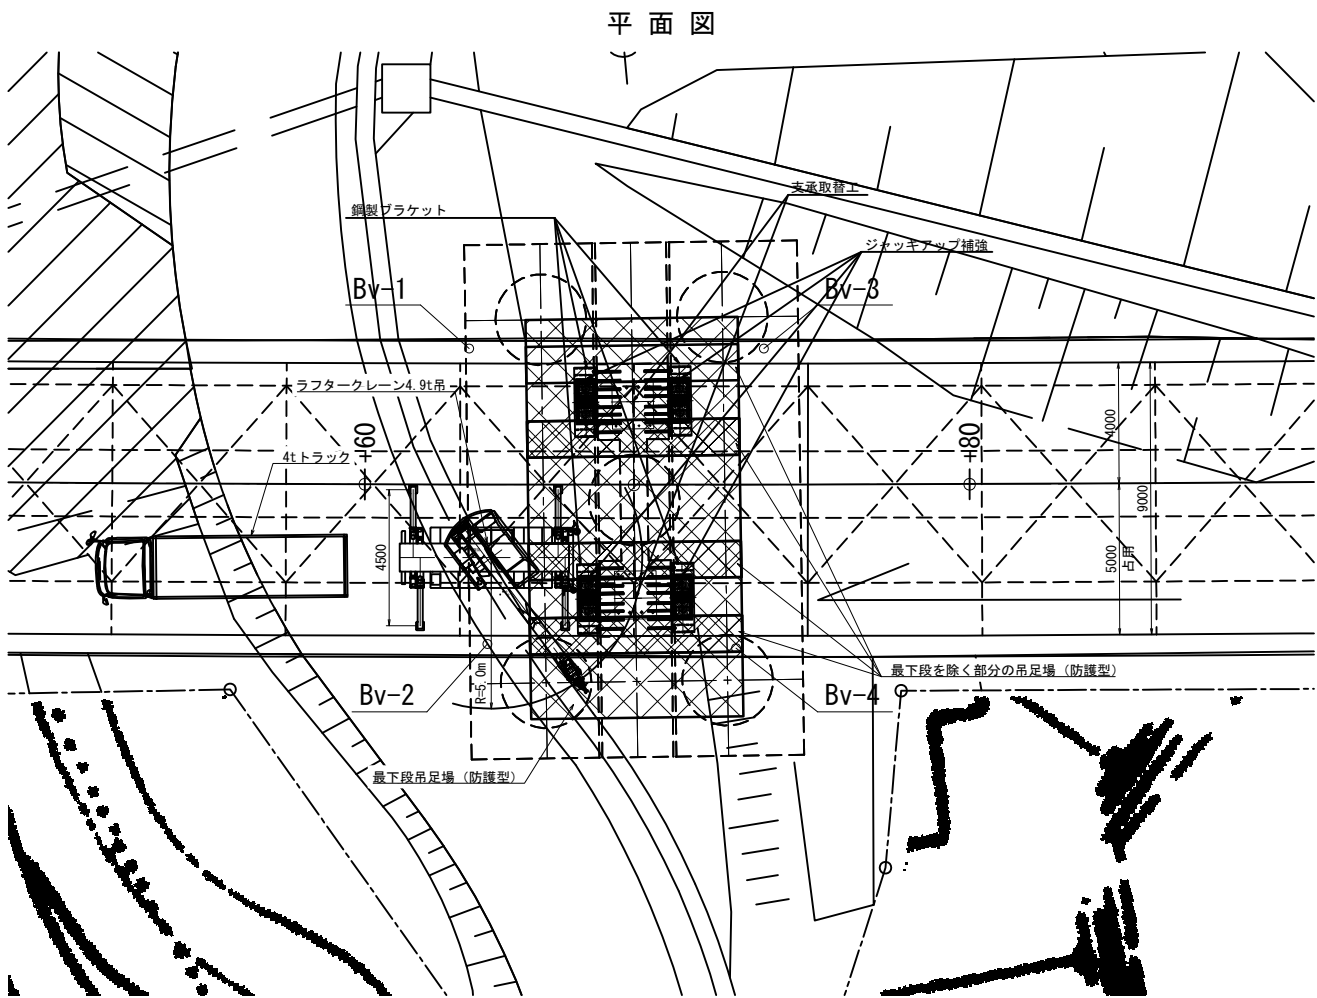 平面図
支承取替工
鋼製ブラケット
ジャッキアップ補強
Bv-1
Bv-3
ラフタークレーン4.9t吊
4000
+60
+80
4tトラック
9000
4500
5000
占用
R=5.0m
最下段を除く部分の吊足場（防護型）
Bv-2
Bv-4
最下段吊足場（防護型）